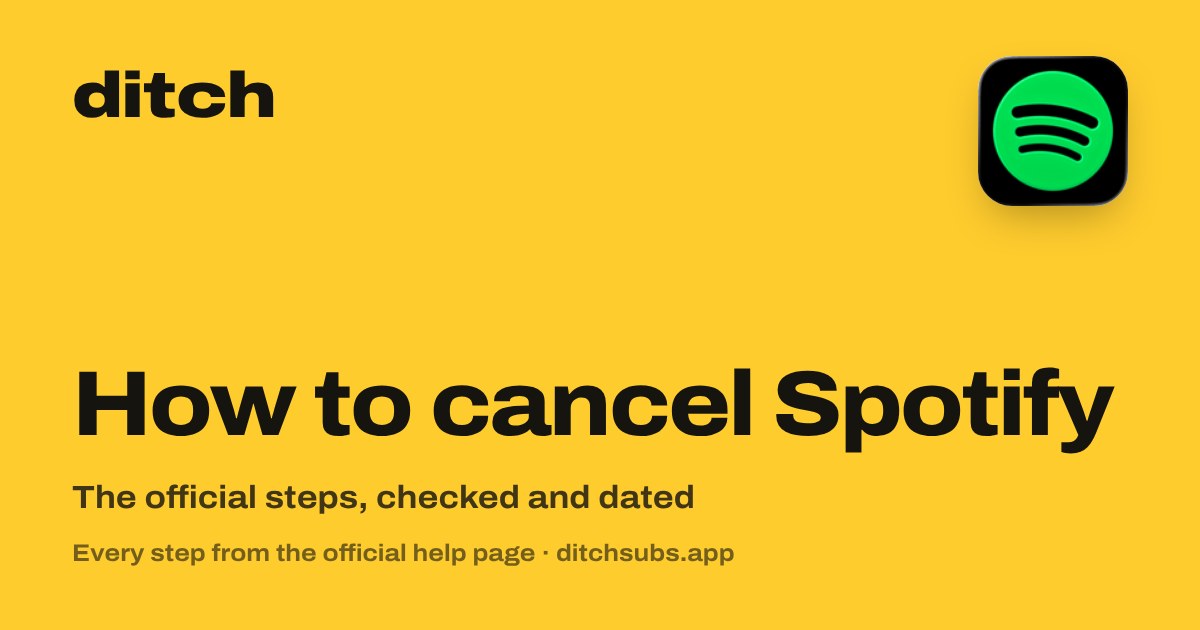 ditch
How to cancel Spotify
The official steps, checked and dated
Every step from the official help page · ditchsubs.app